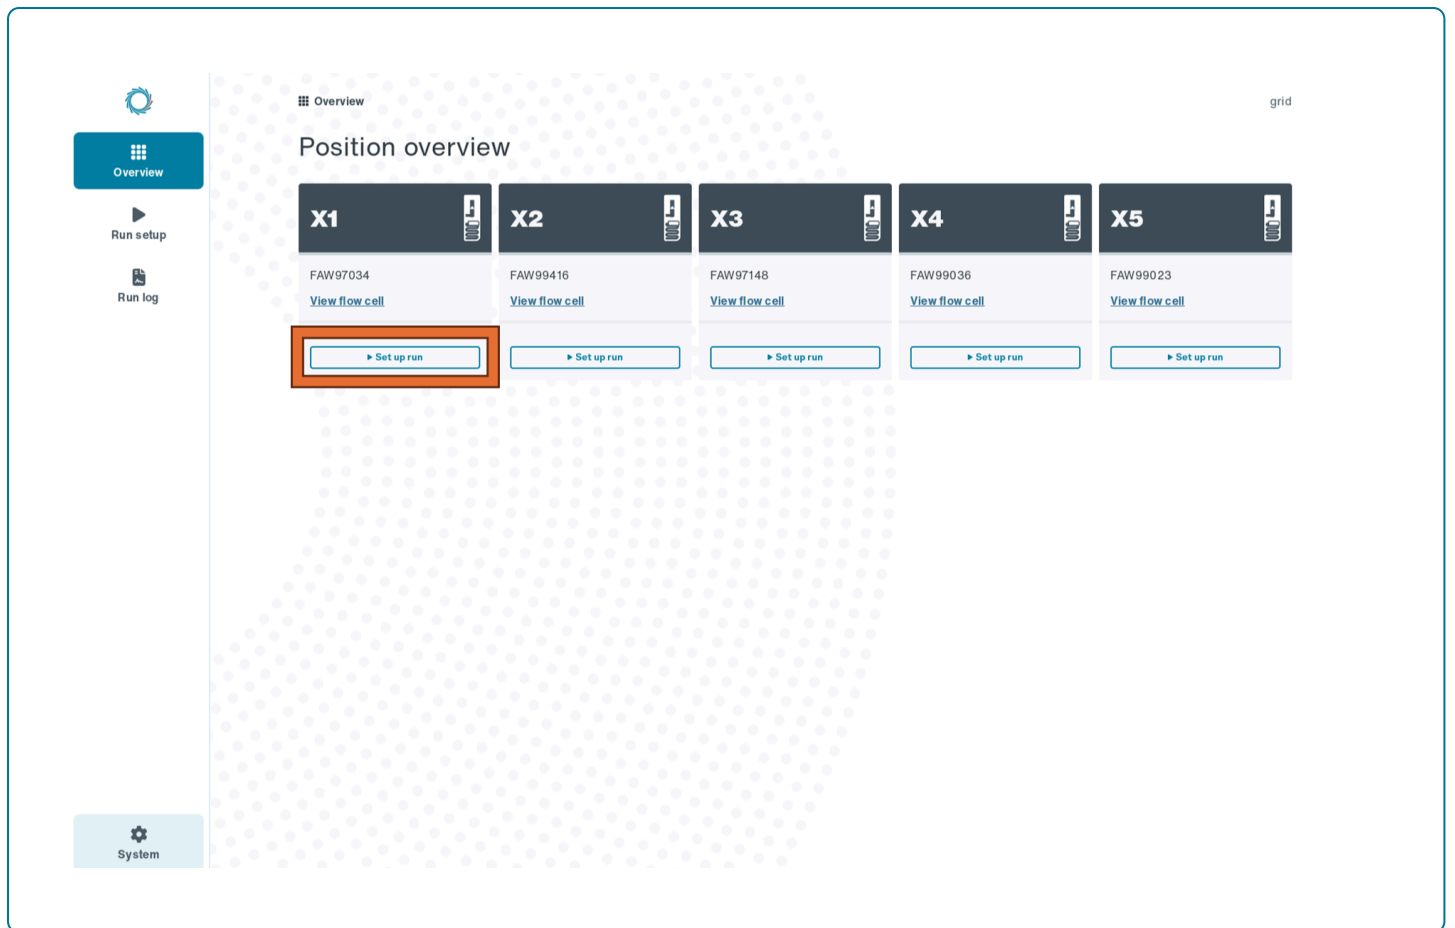 Overview
grid
Position overview
Overview
Run setup
Run log
X1
X2
X3
X4
X5
FAW97034
FAW99416
FAW97148
FAW99036
FAW99023
View flow cell
View flow cell
View flow cell
View flow cell
View flow cell
Set up run
Set up run
Set up run
Set up run
Set up run
System